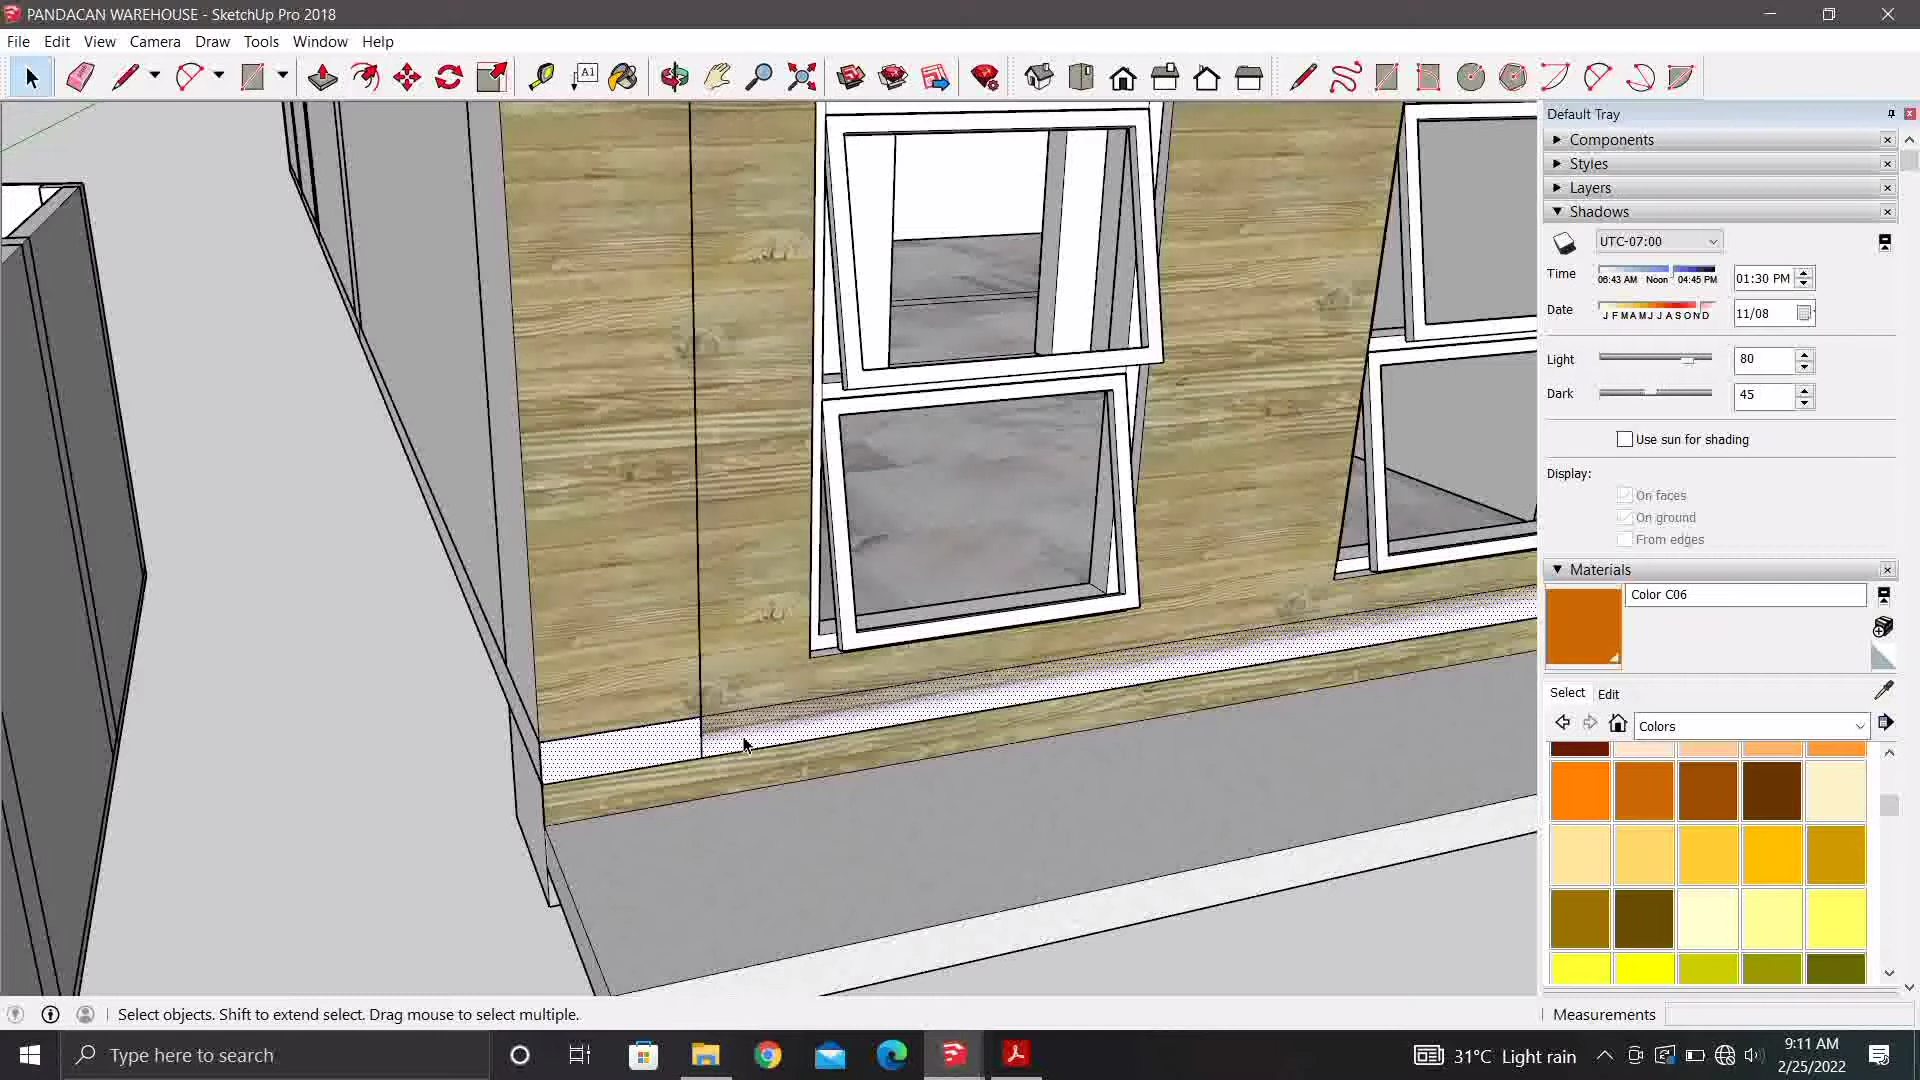 PANDACAN WAREHOUSE - SketchUp Pro 2018
File Edit View Camera Draw Tools Window Help
A1
Default Tray
Components
Styles
Layers
Shadows
UTC-07:00
Time
06:43 AM Noon 04:45 PM
01:30 PM
Date
J F M A M J J A S O N D
11/08
Light
80
Dark
45
Use sun for shading
Display:
On faces
On ground
From edges
Materials
Color C06
Select Edit
Colors
Select objects. Shift to extend select. Drag mouse to select multiple.
Measurements
Type here to search
31°C Light rain
9:11 AM
2/25/2022